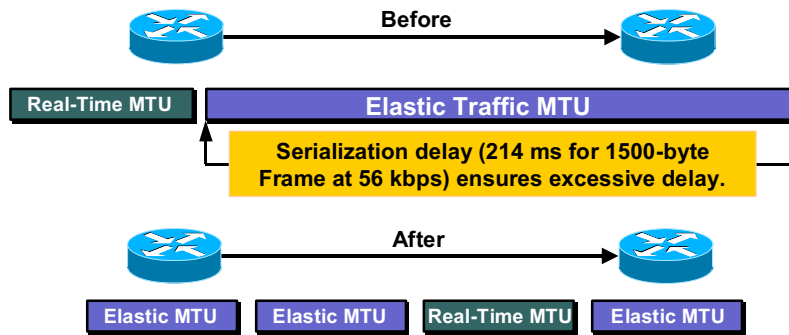 Before
Real-Time MTU
Elastic Traffic MTU
Serialization delay (214 ms for 1500-byte
Frame at 56 kbps) ensures excessive delay.
After
Elastic MTU
Elastic MTU
Real-Time MTU
Elastic MTU